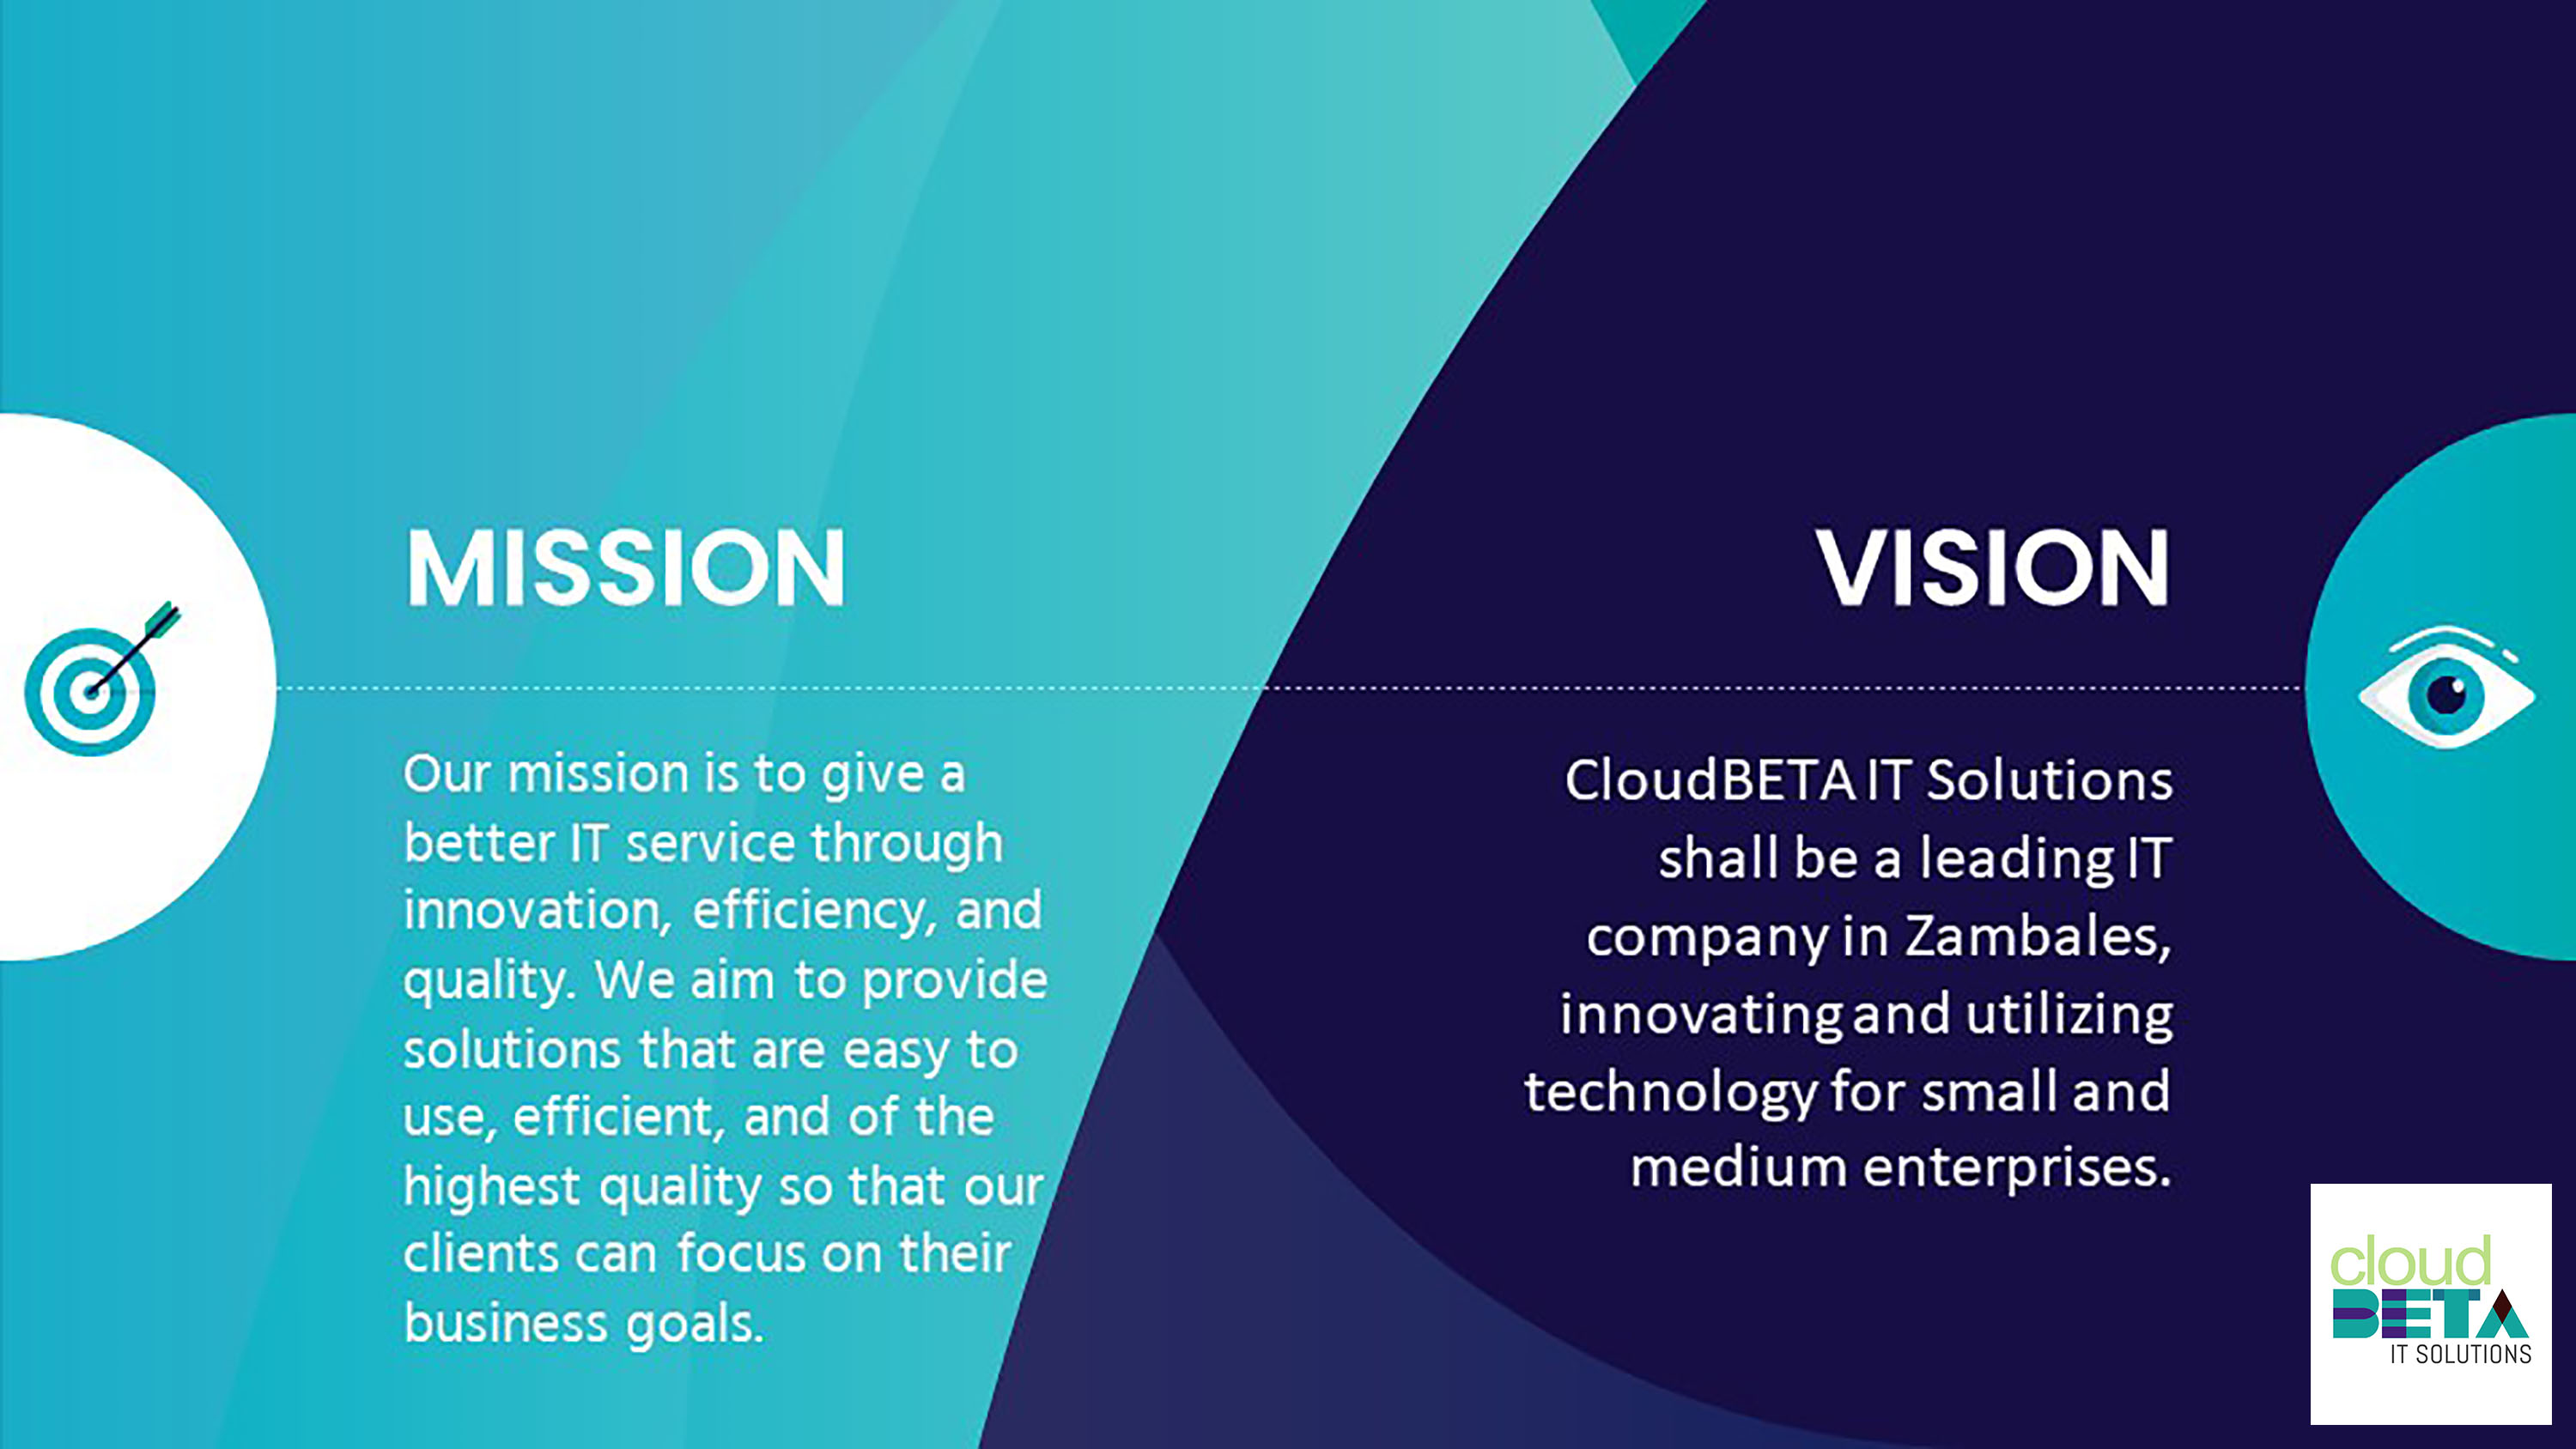 MISSION
Our mission is to give a
better IT service through
innovation, efficiency, and
quality. We aim to provide
solutions that are easy to
use, efficient, and of the
highest quality so that our
clients can focus on their
business goals.
VISION
CloudBETA IT Solutions
shall be a leading IT
company in Zambales,
innovating and utilizing
technology for small and
medium enterprises.
cloud
BETA
IT SOLUTIONS